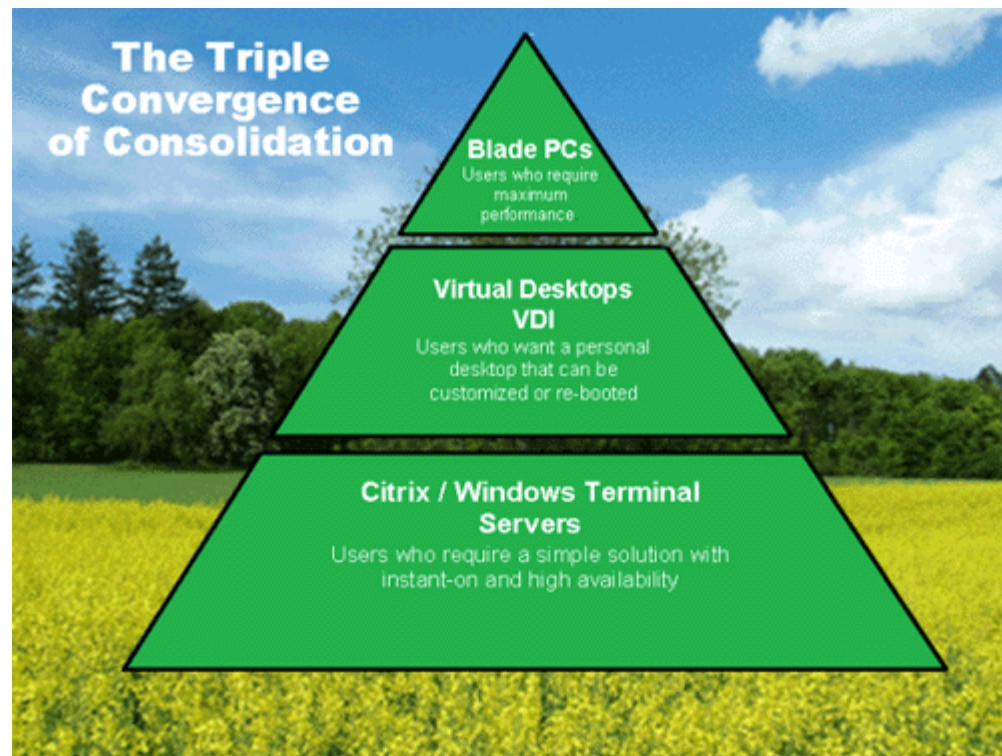 The Triple
Convergence
of Consolidation
Blade PCs
Users who require
maximum
performance.
Virtual Desktops
VDI
Users who want a personal
desktop that can be
customized or re-booted
Citrix / Windows Terminal
Servers
Users who require a simple solution with
instant-on and high availability